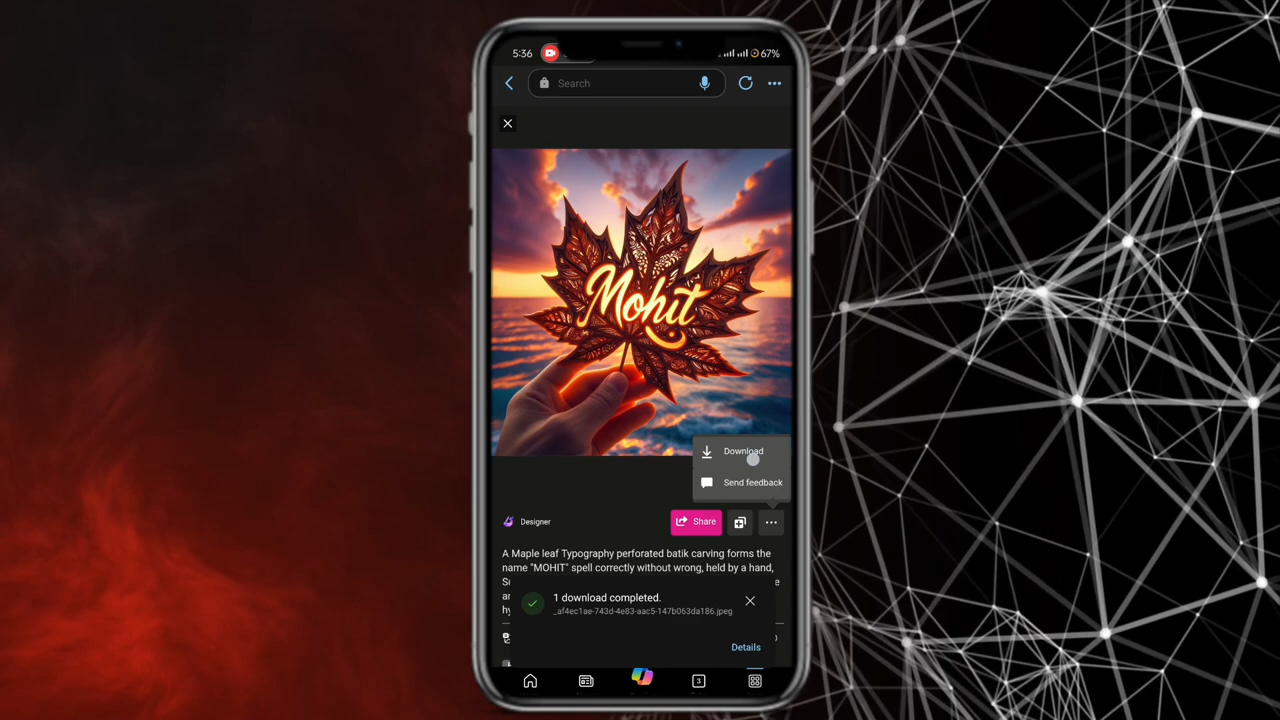 5:36
67%
Search
Mohit
Download
Send feedback
Designer
Share
A Maple leaf Typography perforated batik carving forms the
name "MOHIT" spell correctly without wrong, held by a hand,
1 download completed.
_af4ec1ae-743d-4e83-aac5-147b063da186.jpeg
Details
3